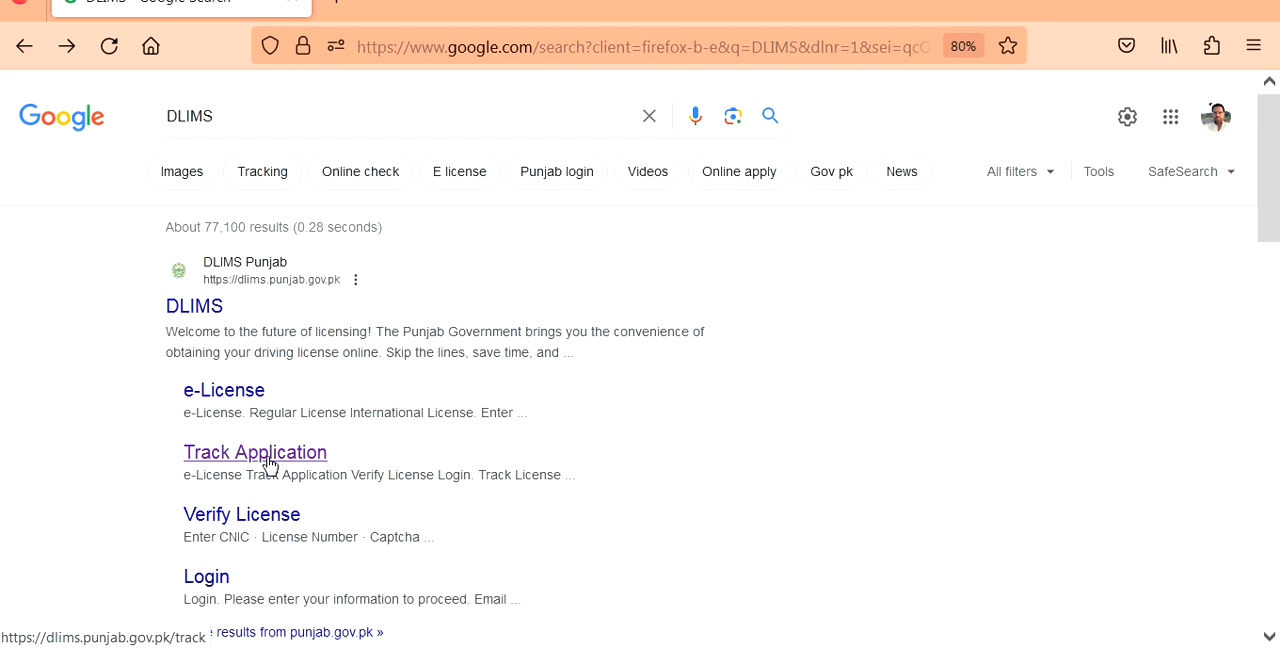 https://www.google.com/search?client=firefox-b-e&q=DLIMS&dlnr=1&sei=qcO
80%
Google
DLIMS
Images
Tracking
Online check
E license
Punjab login
Videos
Online apply
Gov pk
News
All filters
Tools
SafeSearch
About 77,100 results (0.28 seconds)
DLIMS Punjab
https://dlims.punjab.gov.pk
DLIMS
Welcome to the future of licensing! The Punjab Government brings you the convenience of
obtaining your driving license online. Skip the lines, save time, and ...
e-License
e-License. Regular License International License. Enter ...
Track Application
e-License Track Application Verify License Login. Track License ...
Verify License
Enter CNIC · License Number · Captcha ...
Login
Login. Please enter your information to proceed. Email ...
results from punjab.gov.pk »
https://dlims.punjab.gov.pk/track